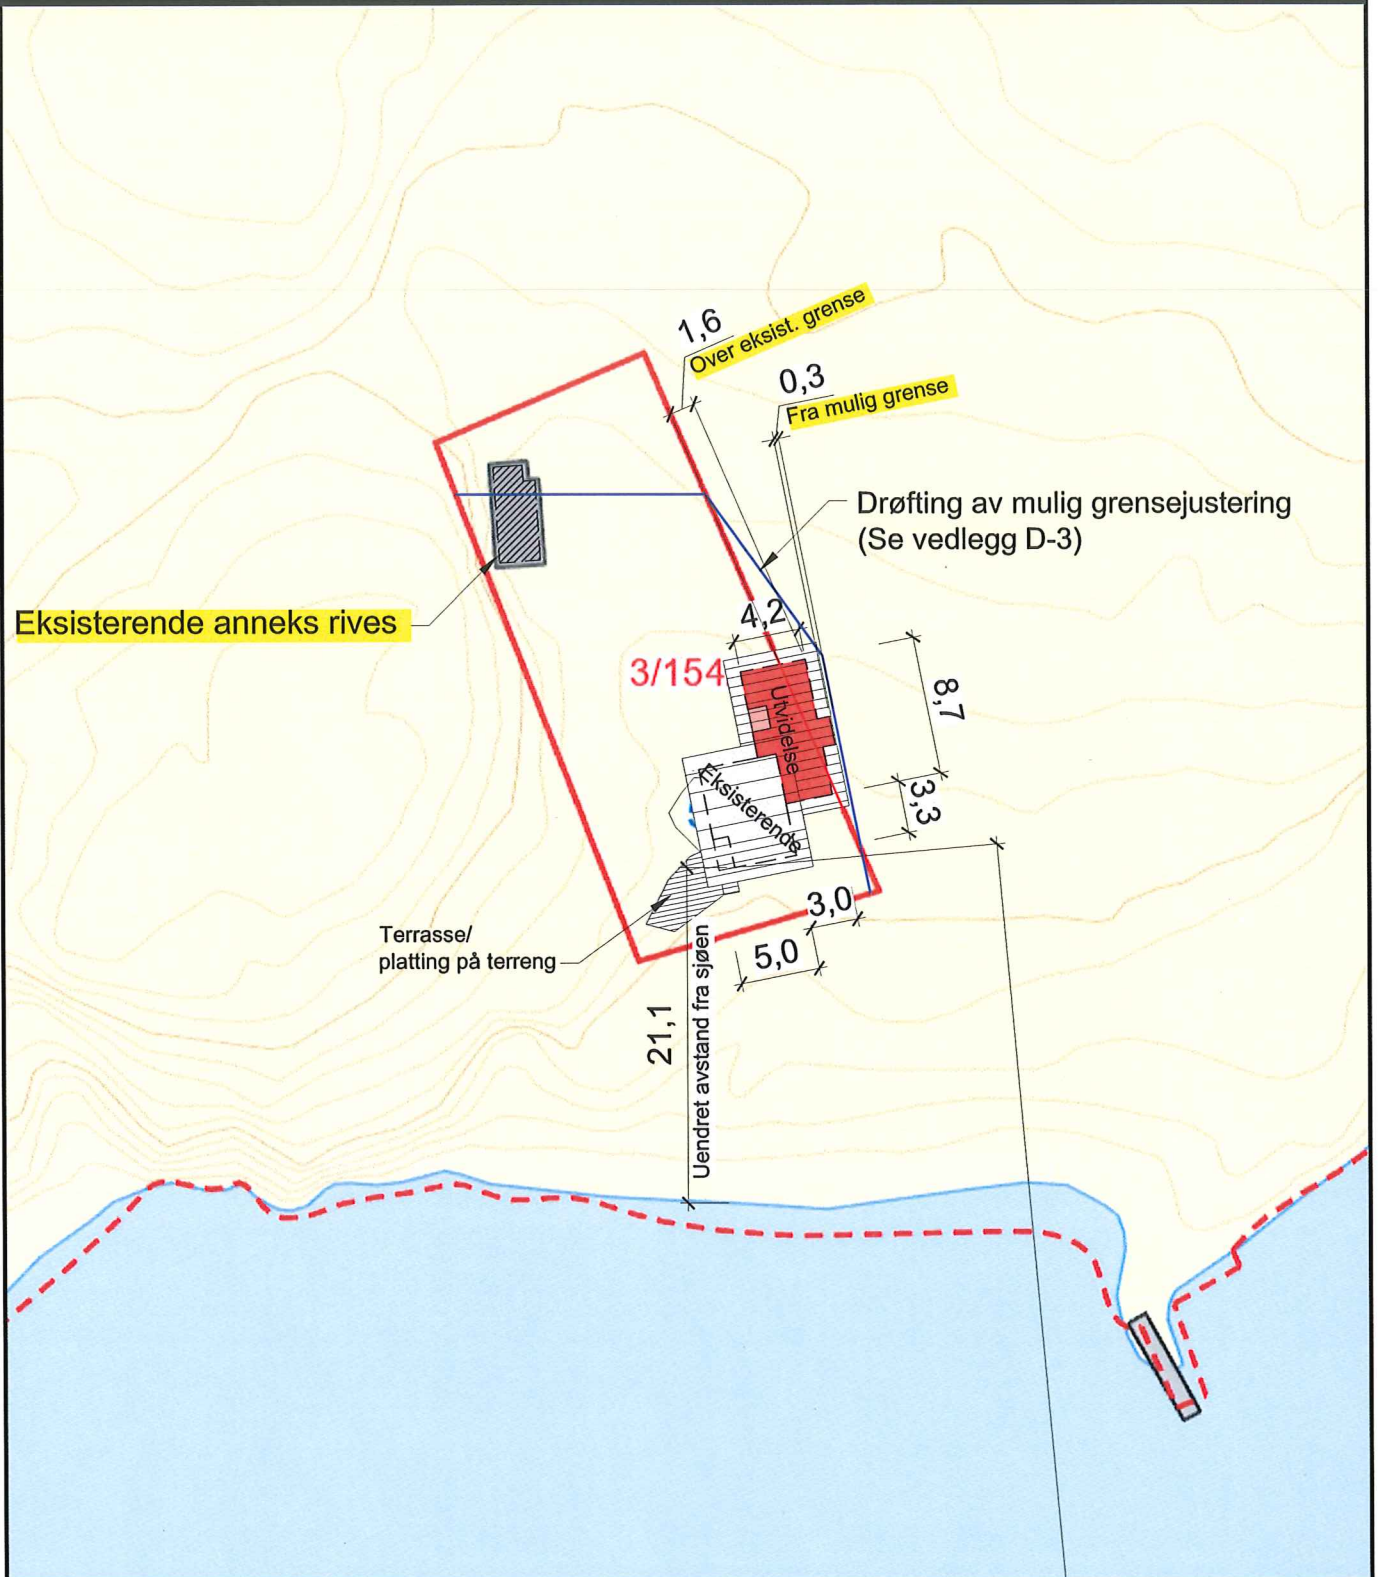 1,6
Over eksist. grense
0,3
Fra mulig grense
Drøfting av mulig grensejustering
(Se vedlegg D-3)
Eksisterende anneks rives
4,2
3/154
8,7
Utvidelse
Eksisterende
3,3
3,0
5,0
Terrasse/
platting på terreng
21,1
Uendret avstand fra sjøen